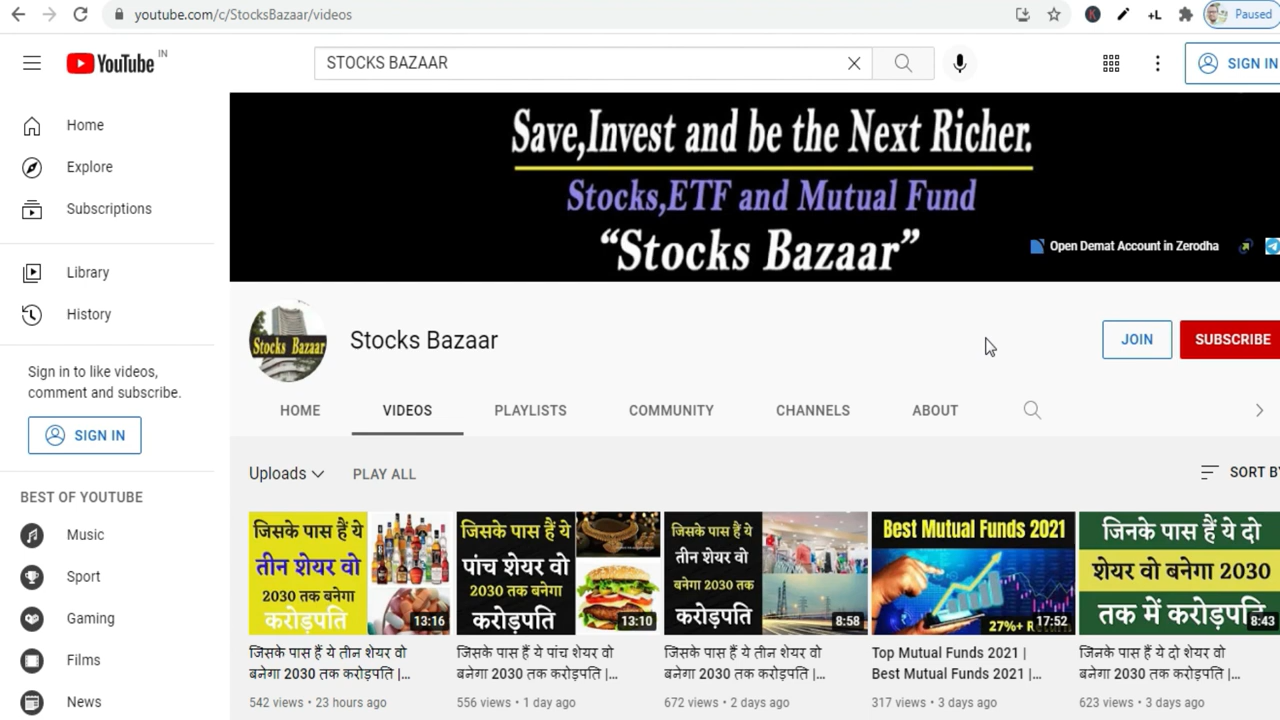 youtube.com/c/StocksBazaar/videos
+L
Paused
YouTube IN
STOCKS BAZAAR
SIGN IN
Home
Explore
Subscriptions
Library
History
Sign in to like videos,
comment and subscribe.
SIGN IN
BEST OF YOUTUBE
Music
Sport
Gaming
Films
News
Save,Invest and be the Next Richer.
Stocks,ETF and Mutual Fund
“Stocks Bazaar”
Open Demat Account in Zerodha
Stocks Bazaar
Stocks Bazaar
JOIN
SUBSCRIBE
HOME
VIDEOS
PLAYLISTS
COMMUNITY
CHANNELS
ABOUT
Uploads
PLAY ALL
SORT BY
जिसके पास हैं ये
तीन शेयर वो
2030 तक बनेगा
करोड़पति
13:16
जिसके पास हैं ये तीन शेयर वो
बनेगा 2030 तक करोड़पति |...
542 views • 23 hours ago
जिसके पास हैं ये
पांच शेयर वो
2030 तक बनेगा
करोड़पति
13:10
जिसके पास हैं ये पांच शेयर वो
बनेगा 2030 तक करोड़पति |...
556 views • 1 day ago
जिसके पास हैं ये
तीन शेयर वो
बनेगा 2030 तक
करोड़पति
8:58
जिसके पास हैं ये तीन शेयर वो
बनेगा 2030 तक करोड़पति |...
672 views • 2 days ago
Best Mutual Funds 2021
27%+ R
17:52
Top Mutual Funds 2021 |
Best Mutual Funds 2021 |...
317 views • 3 days ago
जिनके पास हैं ये दो
शेयर वो बनेगा 2030
तक में करोड़पति
8:43
जिनके पास हैं ये दो शेयर वो
बनेगा 2030 तक करोड़पति |...
623 views • 3 days ago